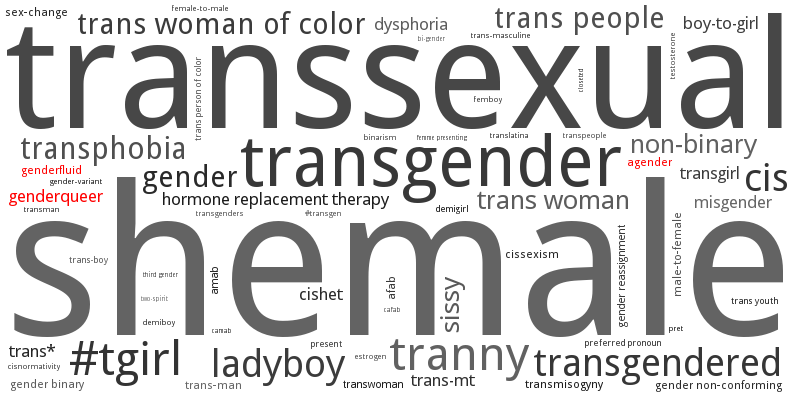 sex-change
female-to-male
trans woman of color
dysphoria
bi-gender
trans people
trans-masculine
boy-to-girl
transsexual
trans person of color
femboy
closeted
testosterone
transphobia
binarism
femme presenting
translatina
transpeople
non-binary
transgender
genderfluid
gender-variant
gender
agender
transgirl
cis
genderqueer
hormone replacement therapy
trans woman
misgender
transman
transgenders
#transgen
demigirl
shemale
trans-boy
third gender
two-spirit
demiboy
amab
camab
cishet
afab
cafab
sissy
cissexism
gender reassignment
male-to-female
trans youth
pret
trans*
cisnormativity
gender binary
#tgirl
trans-man
ladyboy
present
estrogen
transwoman
tranny
trans-mt
preferred pronoun
transgendered
transmisogyny
gender non-conforming